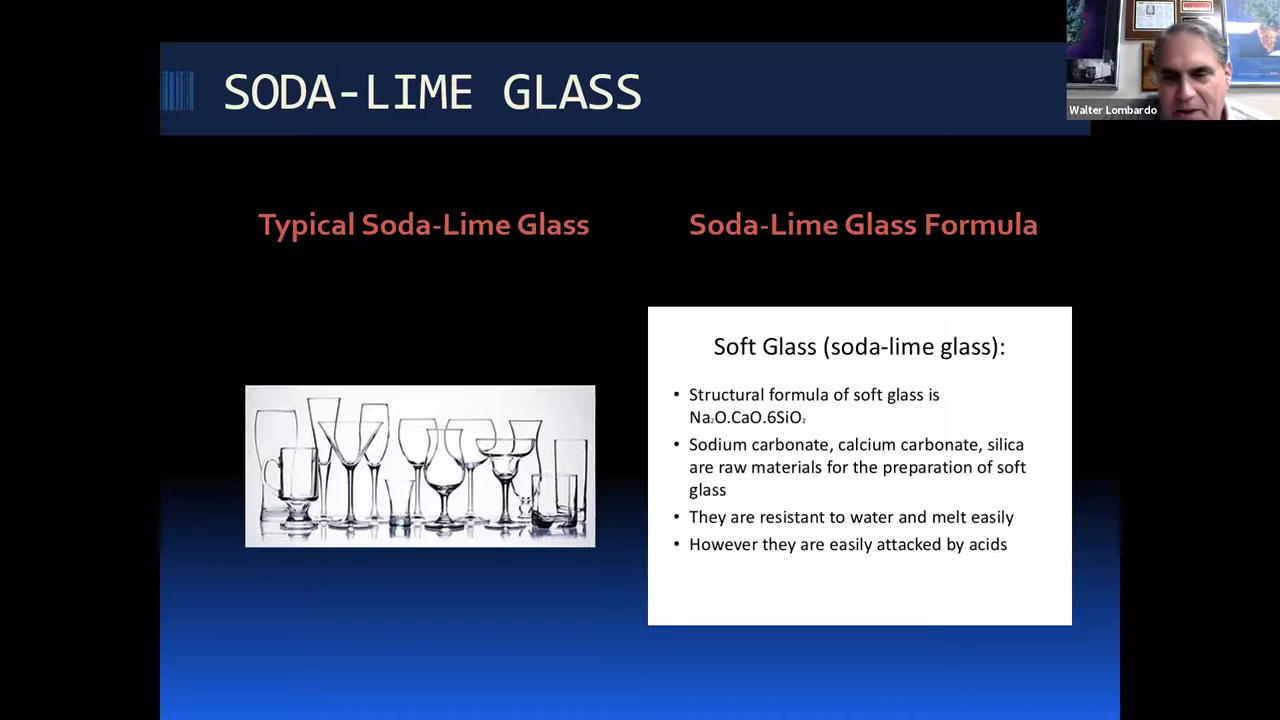 SODA-LIME GLASS
Walter Lombardo
Typical Soda-Lime Glass
Soda-Lime Glass Formula
Soft Glass (soda-lime glass):
• Structural formula of soft glass is
Na₂O.CaO.6SiO₂
• Sodium carbonate, calcium carbonate, silica
are raw materials for the preparation of soft
glass
• They are resistant to water and melt easily
• However they are easily attacked by acids